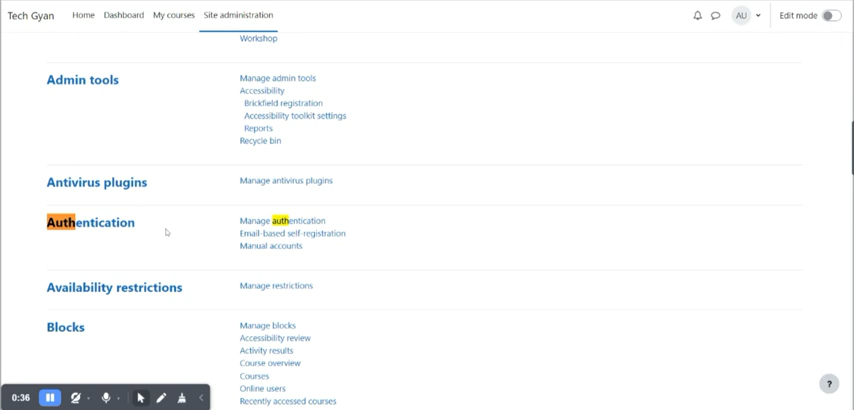 Tech Gyan Home Dashboard My courses Site administration AU Edit mode
Workshop
Admin tools
Manage admin tools
Accessibility
Brickfield registration
Accessibility toolkit settings
Reports
Recycle bin
Antivirus plugins
Manage antivirus plugins
Authentication
Manage authentication
Email-based self-registration
Manual accounts
Availability restrictions
Manage restrictions
Blocks
Manage blocks
Accessibility review
Activity results
Course overview
Courses
Online users
Recently accessed courses
?
0:36